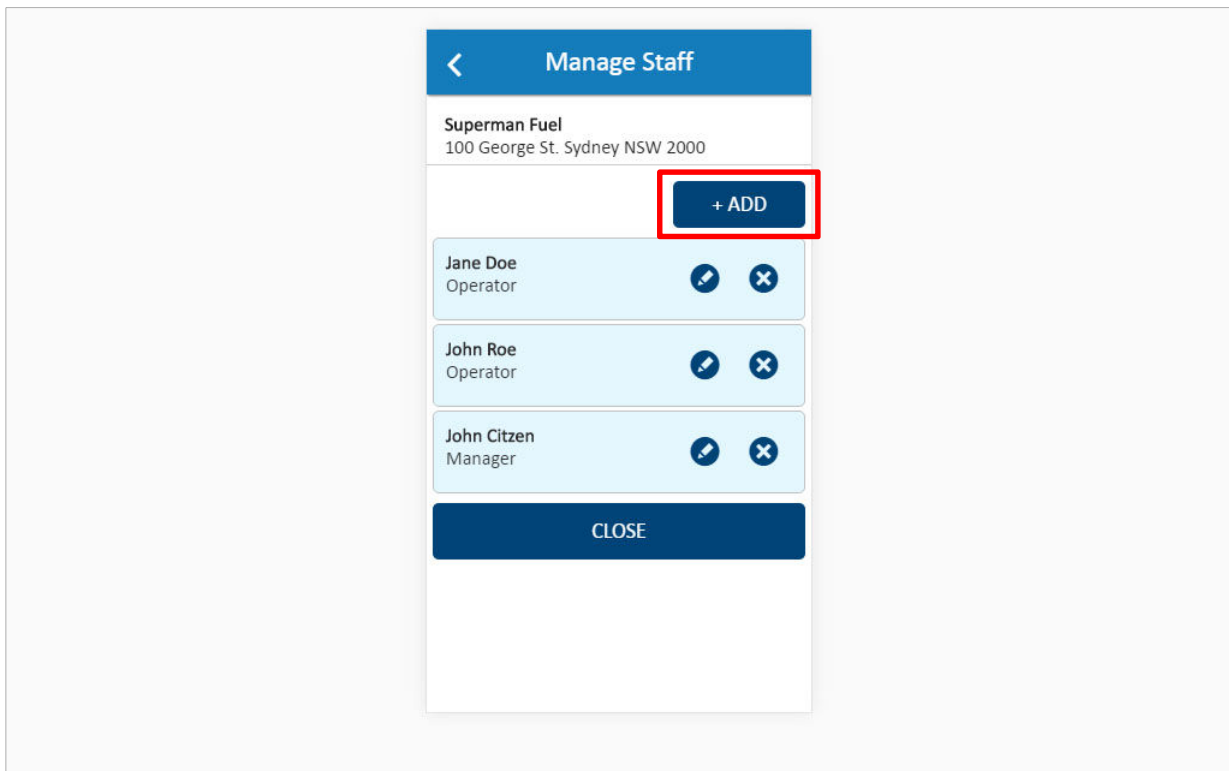 Manage Staff
Superman Fuel
100 George St. Sydney NSW 2000
+ ADD
Jane Doe
Operator
John Roe
Operator
John Citzen
Manager
CLOSE